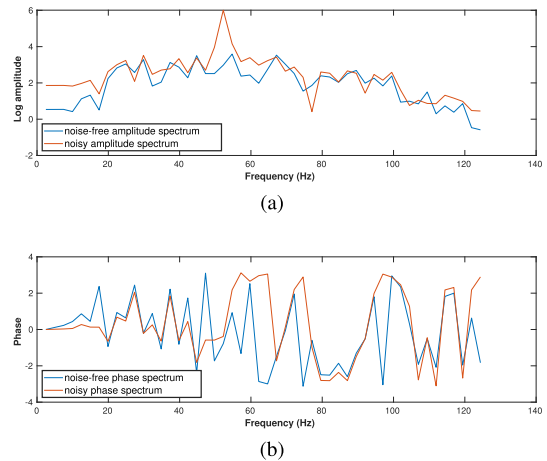 6
4
2
0
-2
Log amplitude
noise-free amplitude spectrum
noisy amplitude spectrum
0 20 40 60 80 100 120 140
Frequency (Hz)
(a)
4
2
0
-2
-4
Phase
noise-free phase spectrum
noisy phase spectrum
0 20 40 60 80 100 120 140
Frequency (Hz)
(b)